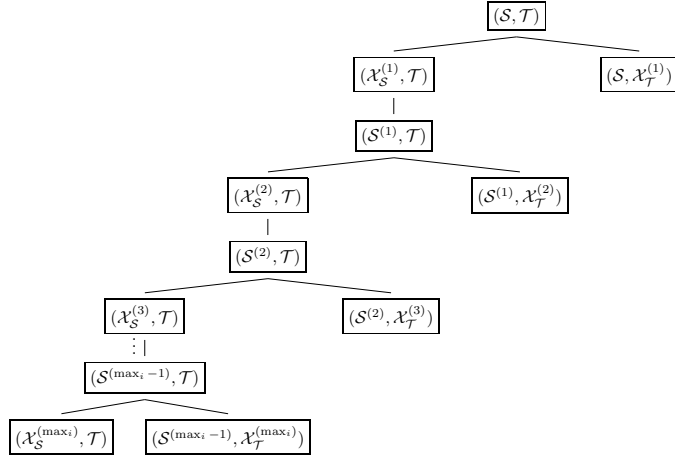 (𝒮, 𝒯)
(𝒳_𝒮^(1), 𝒯) (𝒮, 𝒳_𝒯^(1))
(𝒮^(1), 𝒯)
(𝒳_𝒮^(2), 𝒯) (𝒮^(1), 𝒳_𝒯^(2))
(𝒮^(2), 𝒯)
(𝒳_𝒮^(3), 𝒯) (𝒮^(2), 𝒳_𝒯^(3))
⋮
(𝒮^(max_i −1), 𝒯)
(𝒳_𝒮^(max_i), 𝒯) (𝒮^(max_i −1), 𝒳_𝒯^(max_i))